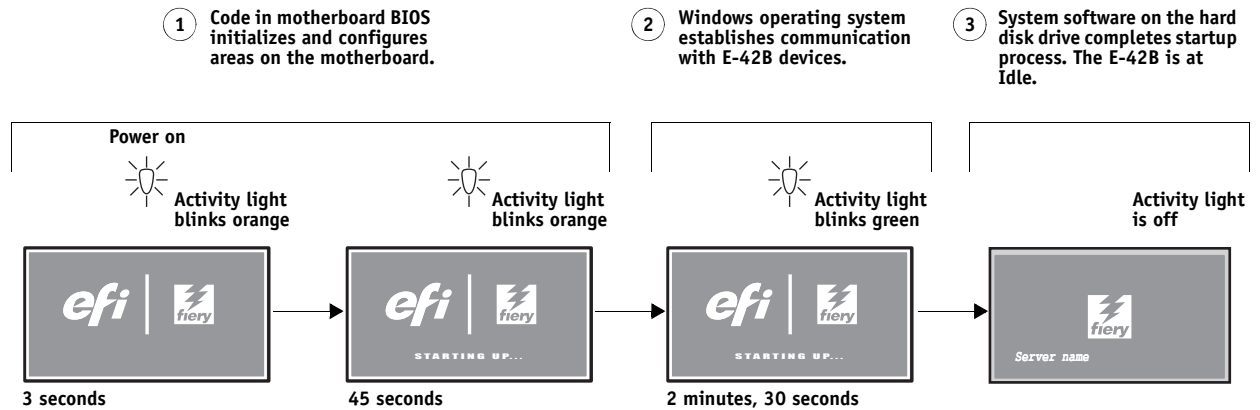 1 Code in motherboard BIOS
initializes and configures
areas on the motherboard.
2 Windows operating system
establishes communication
with E-42B devices.
3 System software on the hard
disk drive completes startup
process. The E-42B is at
Idle.
Power on
Activity light
blinks orange
Activity light
blinks orange
Activity light
blinks green
Activity light
is off
efi fiery
3 seconds
efi fiery
STARTING UP...
45 seconds
efi fiery
STARTING UP...
2 minutes, 30 seconds
fiery
Server name